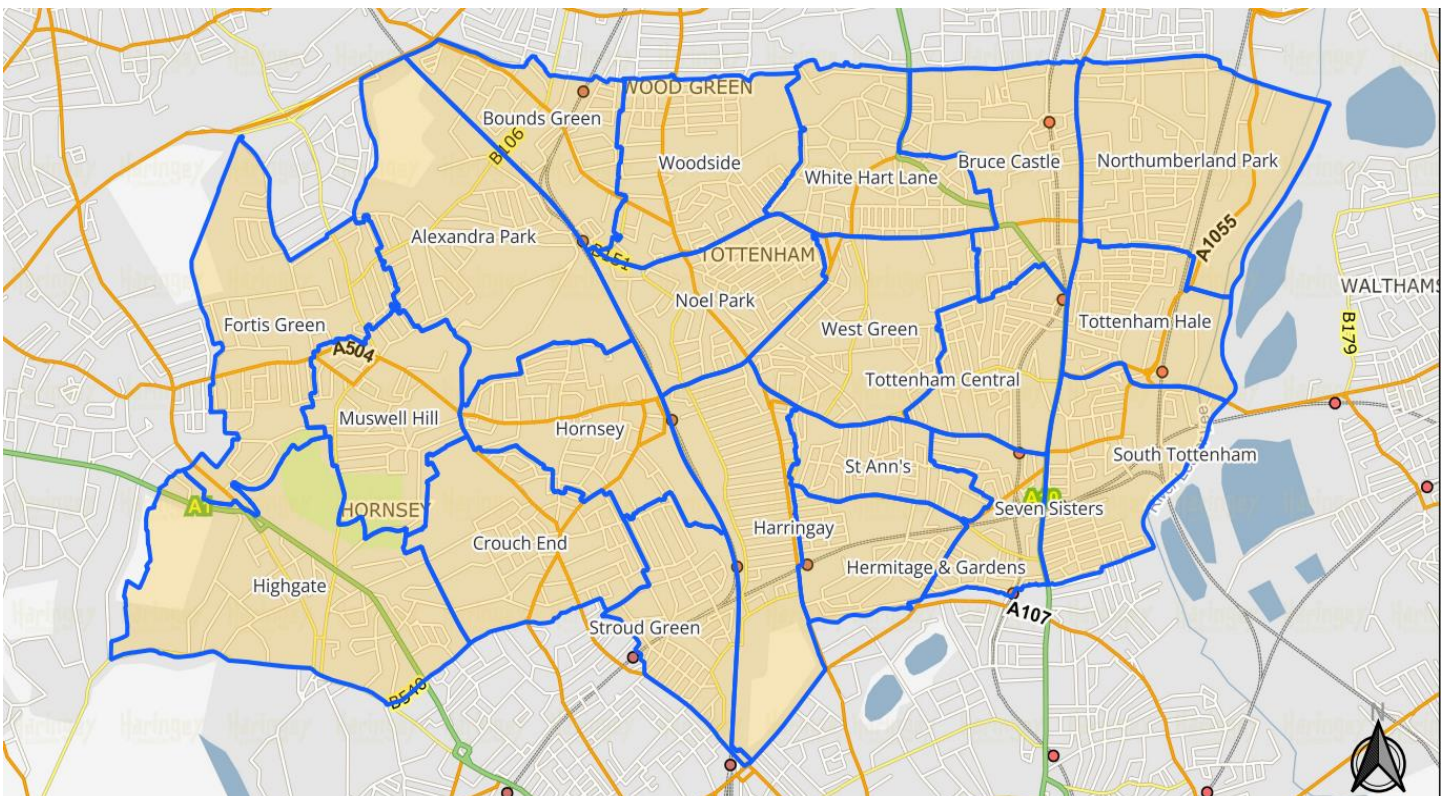 WOOD GREEN
Bounds Green
B106
Woodside
White Hart Lane
Bruce Castle
Northumberland Park
Alexandra Park
B151
TOTTENHAM
A1055
Noel Park
WALTHAMS
Fortis Green
A504
West Green
Tottenham Hale
B179
Tottenham Central
Muswell Hill
Hornsey
St Ann's
South Tottenham
A1
HORNSEY
A10
Seven Sisters
Harringay
Crouch End
Highgate
Hermitage & Gardens
Stroud Green
A107
B540
N
Haringey